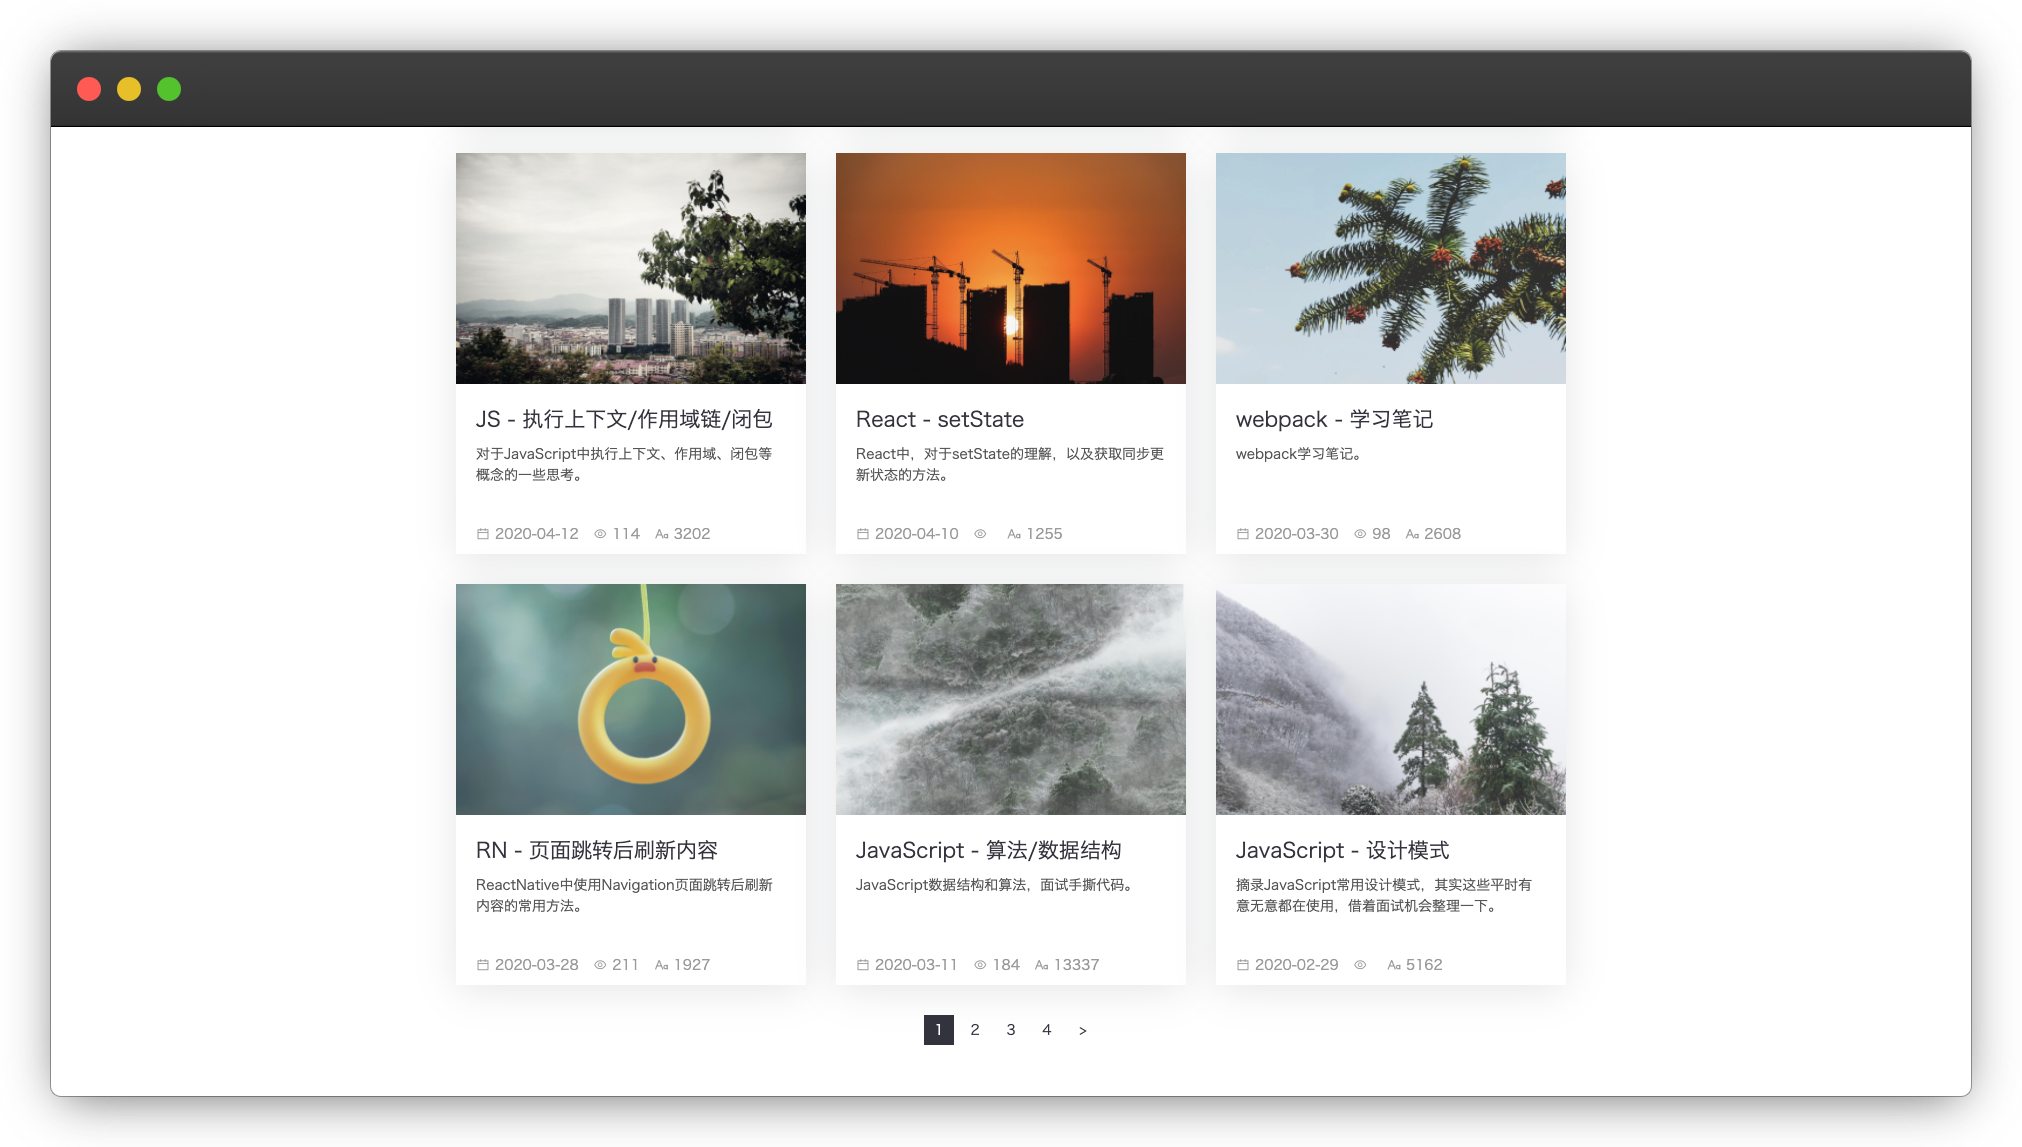 JS - 执行上下文/作用域链/闭包
对于JavaScript中执行上下文、作用域、闭包等
概念的一些思考。
2020-04-12 114 Aa 3202
React - setState
React中，对于setState的理解，以及获取同步更
新状态的方法。
2020-04-10 Aa 1255
webpack - 学习笔记
webpack学习笔记。
2020-03-30 98 Aa 2608
RN - 页面跳转后刷新内容
ReactNative中使用Navigation页面跳转后刷新
内容的常用方法。
2020-03-28 211 Aa 1927
JavaScript - 算法/数据结构
JavaScript数据结构和算法，面试手撕代码。
2020-03-11 184 Aa 13337
JavaScript - 设计模式
摘录JavaScript常用设计模式，其实这些平时有
意无意都在使用，借着面试机会整理一下。
2020-02-29 Aa 5162
1 2 3 4 >